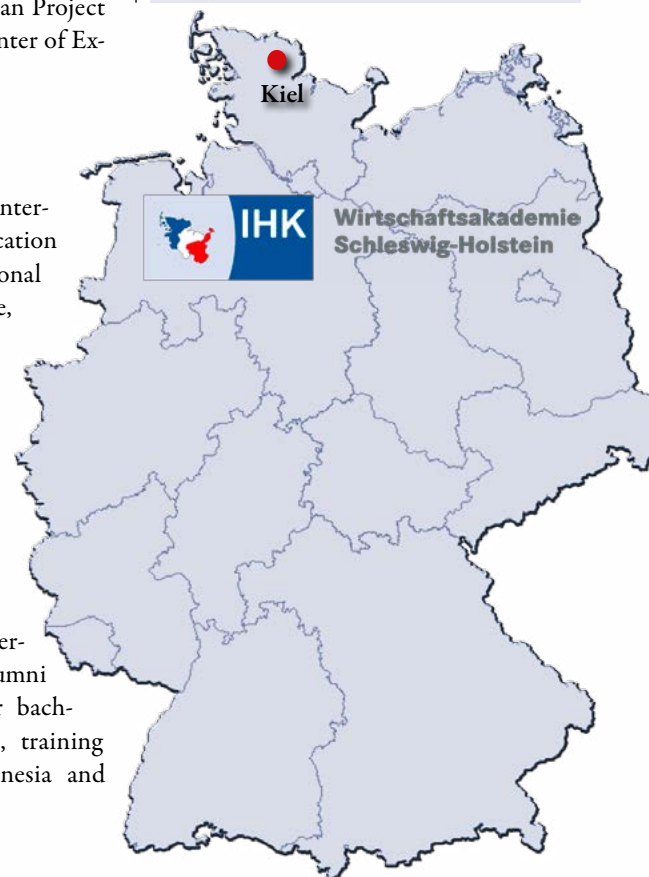 an Project
nter of Ex-
Kiel
nter-
cation
onal
e,
IHK
Wirtschaftsakademie
Schleswig-Holstein
er-
umni
r bach-
, training
nesia and